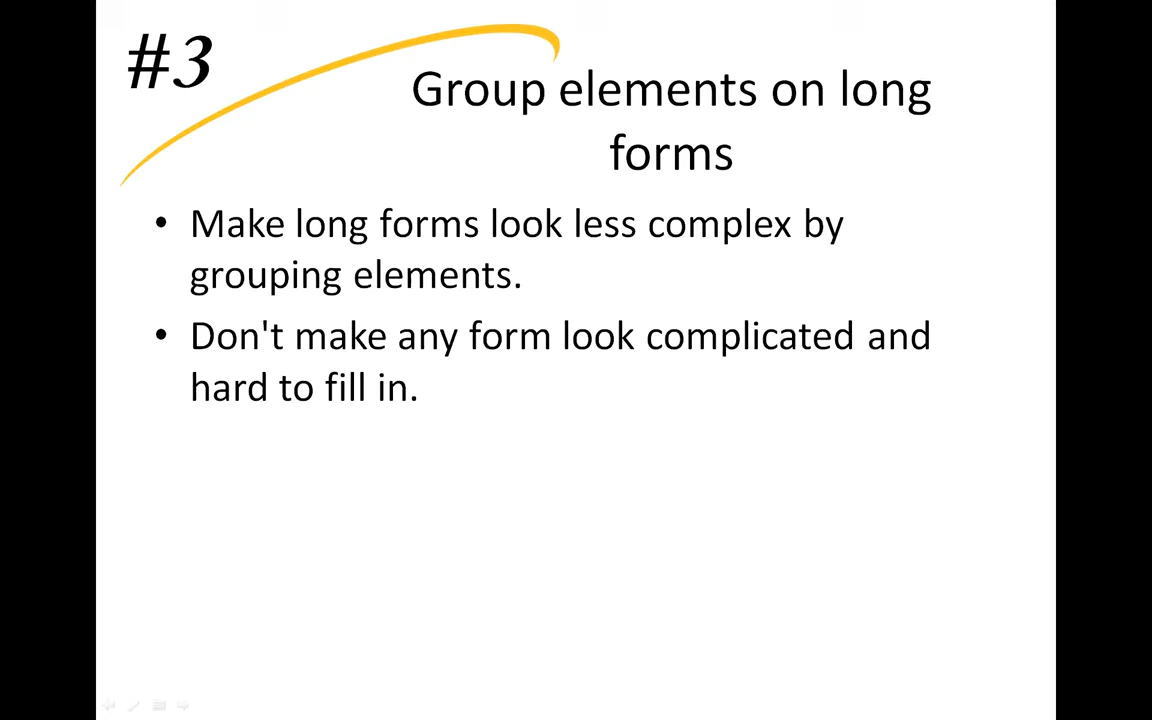 #3
Group elements on long
forms
• Make long forms look less complex by
grouping elements.
• Don't make any form look complicated and
hard to fill in.